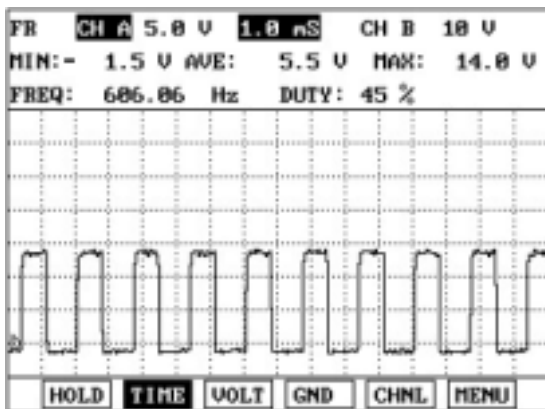 FR CH A 5.0 V 1.0 mS CH B 10 V
MIN:- 1.5 V AVE: 5.5 V MAX: 14.0 V
FREQ: 606.06 Hz DUTY: 45 %
HOLD TIME VOLT GND CHNL MENU